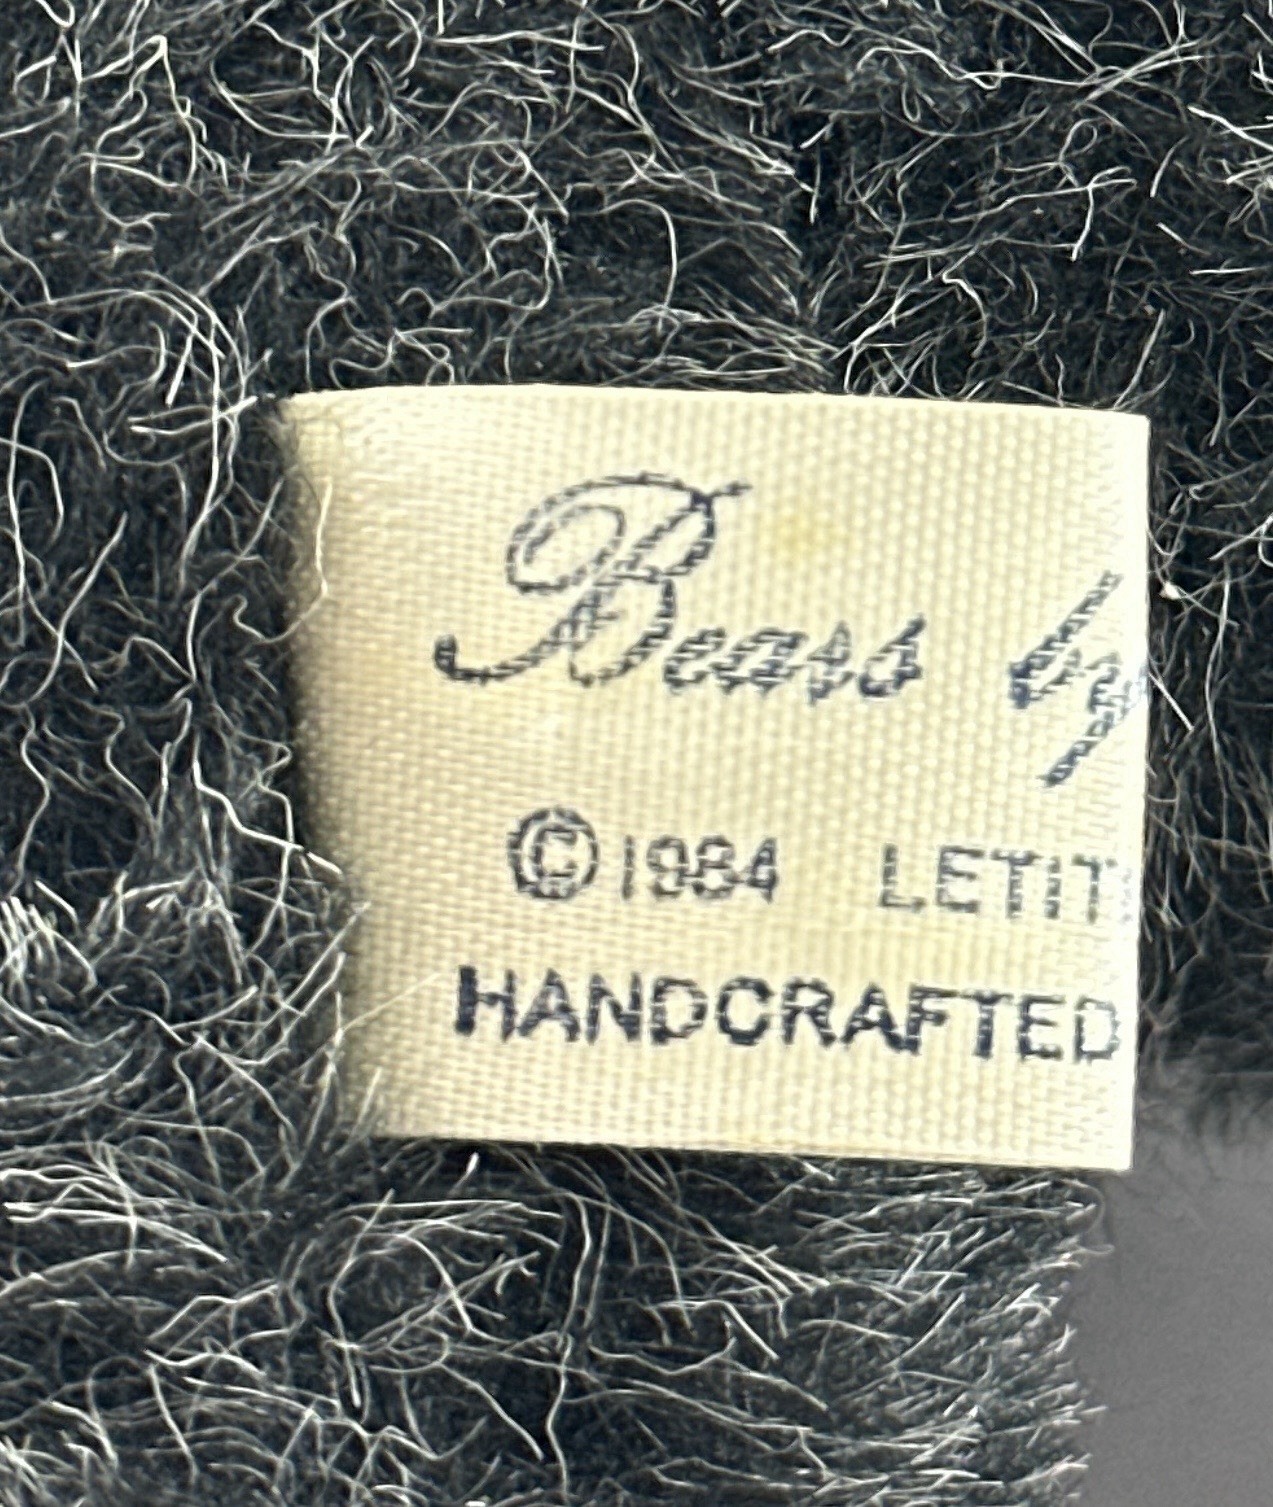 Bears by
©1984 LETIT
HANDCRAFTED